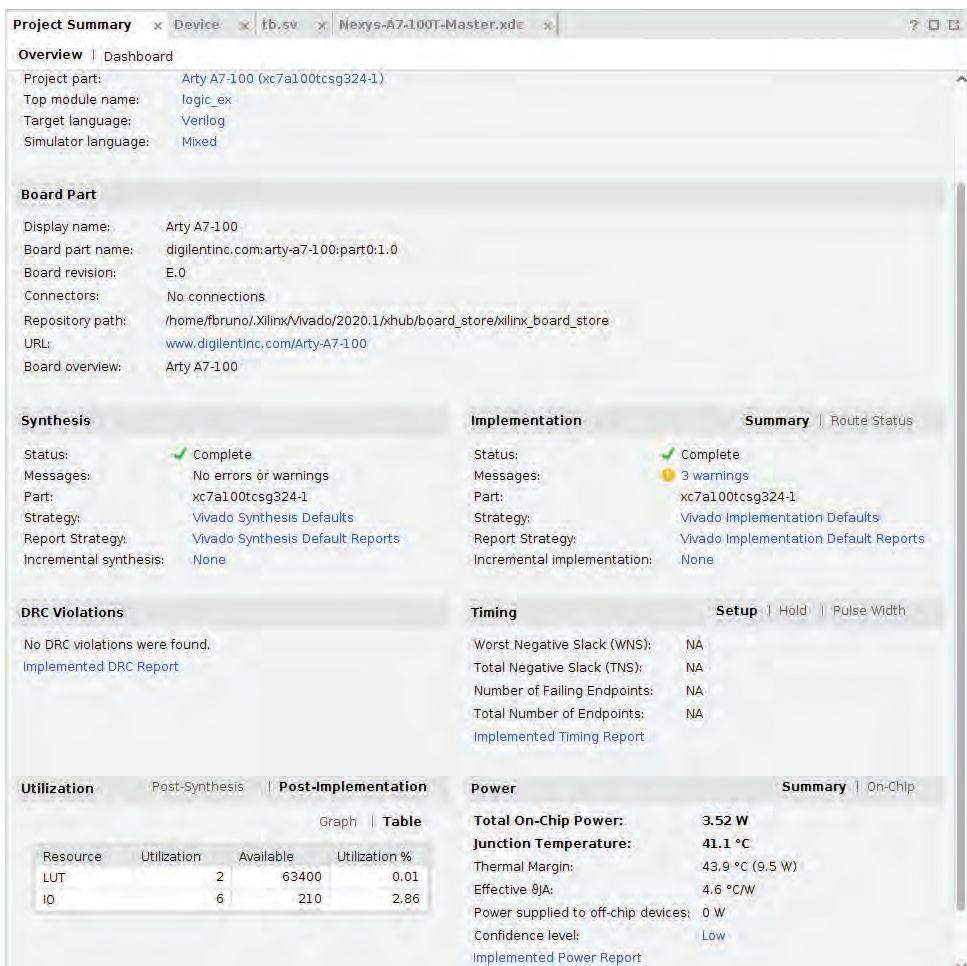 Project Summary × Device × tb.sv × Nexys-A7-100T-Master.xdc × ?
Overview | Dashboard
Project part: Arty A7-100 (xc7a100tcsg324-1)
Top module name: logic_ex
Target language: Verilog
Simulator language: Mixed
Board Part
Display name: Arty A7-100
Board part name: digilentinc.com:arty-a7-100:part0:1.0
Board revision: E.0
Connectors: No connections
Repository path: /home/fbruno/.Xilinx/Vivado/2020.1/xhub/board_store/xilinx_board_store
URL: www.digilentinc.com/Arty-A7-100
Board overview: Arty A7-100
Synthesis
Status: Complete
Messages: No errors or warnings
Part: xc7a100tcsg324-1
Strategy: Vivado Synthesis Defaults
Report Strategy: Vivado Synthesis Default Reports
Incremental synthesis: None
Implementation Summary | Route Status
Status: Complete
Messages: 3 warnings
Part: xc7a100tcsg324-1
Strategy: Vivado Implementation Defaults
Report Strategy: Vivado Implementation Default Reports
Incremental implementation: None
DRC Violations
No DRC violations were found.
Implemented DRC Report
Timing Setup | Hold | Pulse Width
Worst Negative Slack (WNS): NA
Total Negative Slack (TNS): NA
Number of Failing Endpoints: NA
Total Number of Endpoints: NA
Implemented Timing Report
Utilization Post-Synthesis | Post-Implementation
Graph | Table
Resource Utilization Available Utilization %
LUT 2 63400 0.01
IO 6 210 2.86
Power Summary | On-Chip
Total On-Chip Power: 3.52 W
Junction Temperature: 41.1 °C
Thermal Margin: 43.9 °C (9.5 W)
Effective ϑJA: 4.6 °C/W
Power supplied to off-chip devices: 0 W
Confidence level: Low
Implemented Power Report